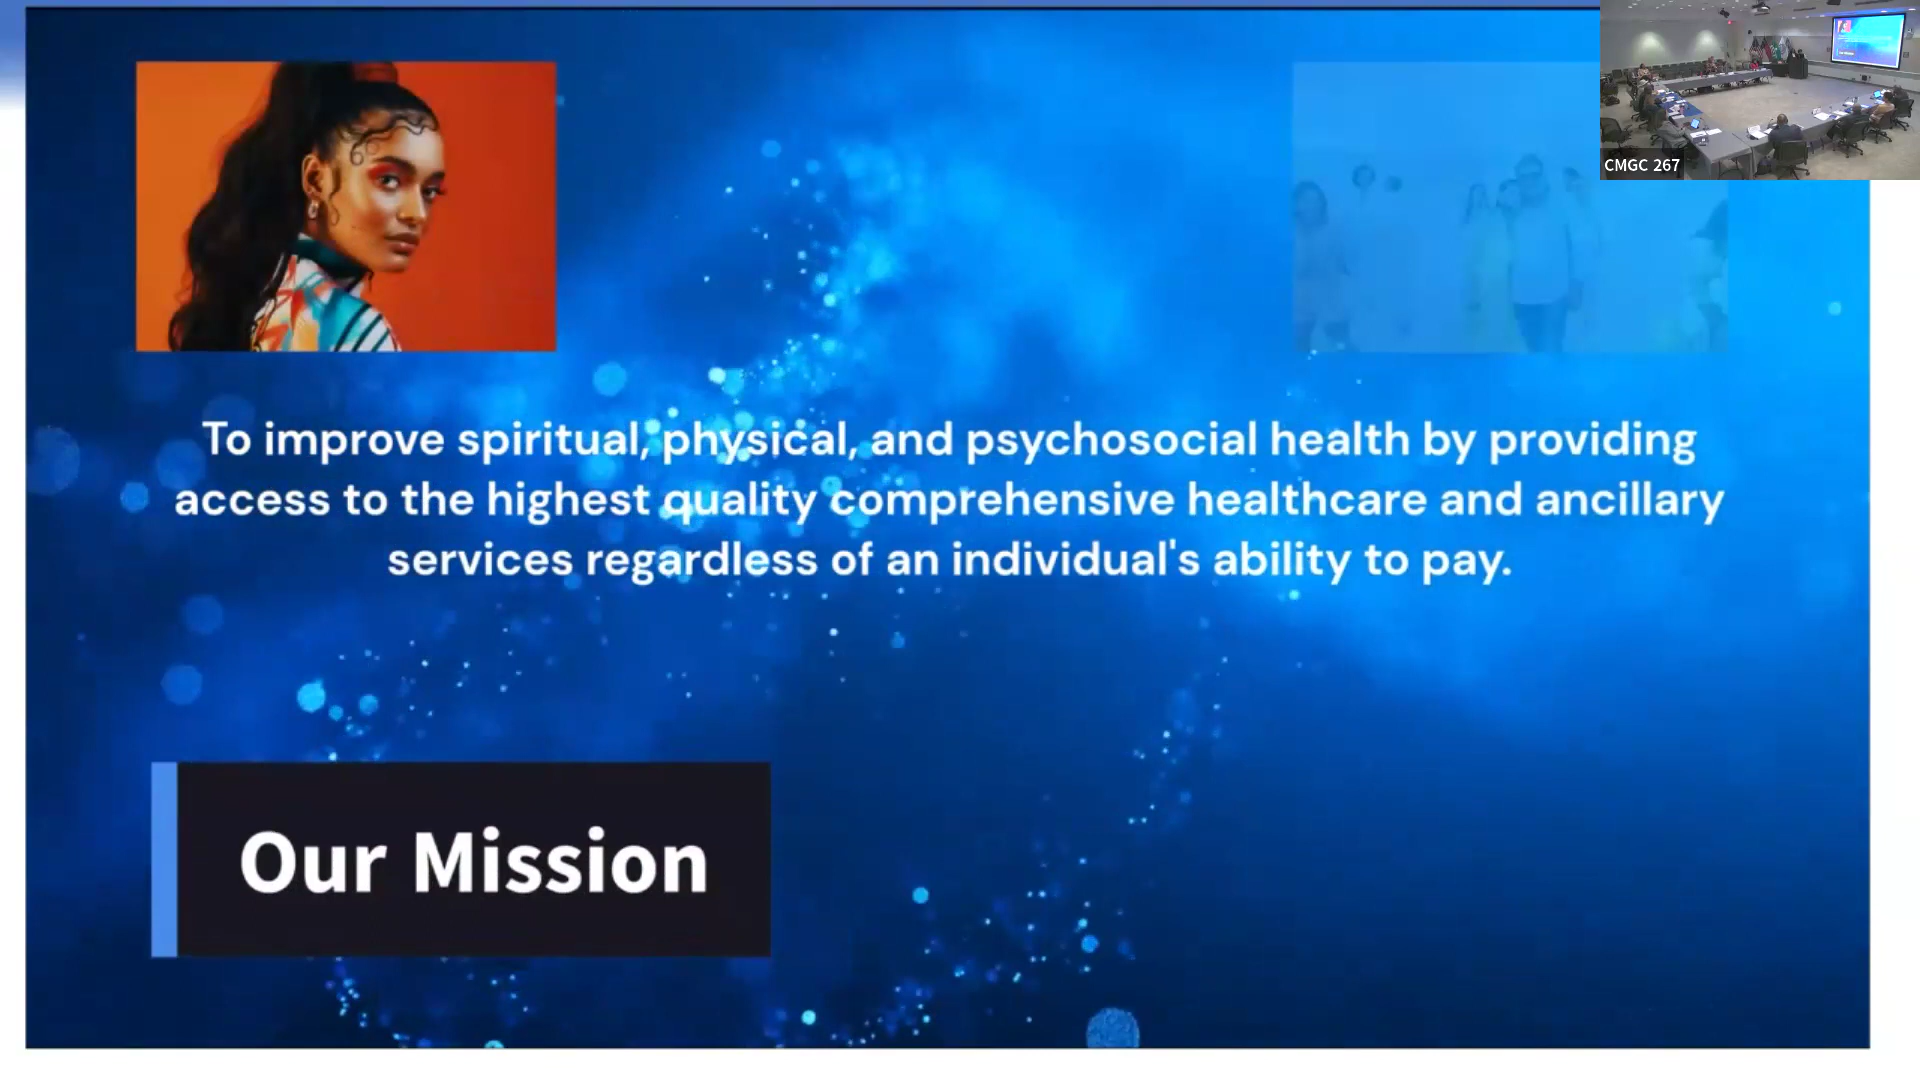 CMGC 267
To improve spiritual, physical, and psychosocial health by providing
access to the highest quality comprehensive healthcare and ancillary
services regardless of an individual's ability to pay.
Our Mission